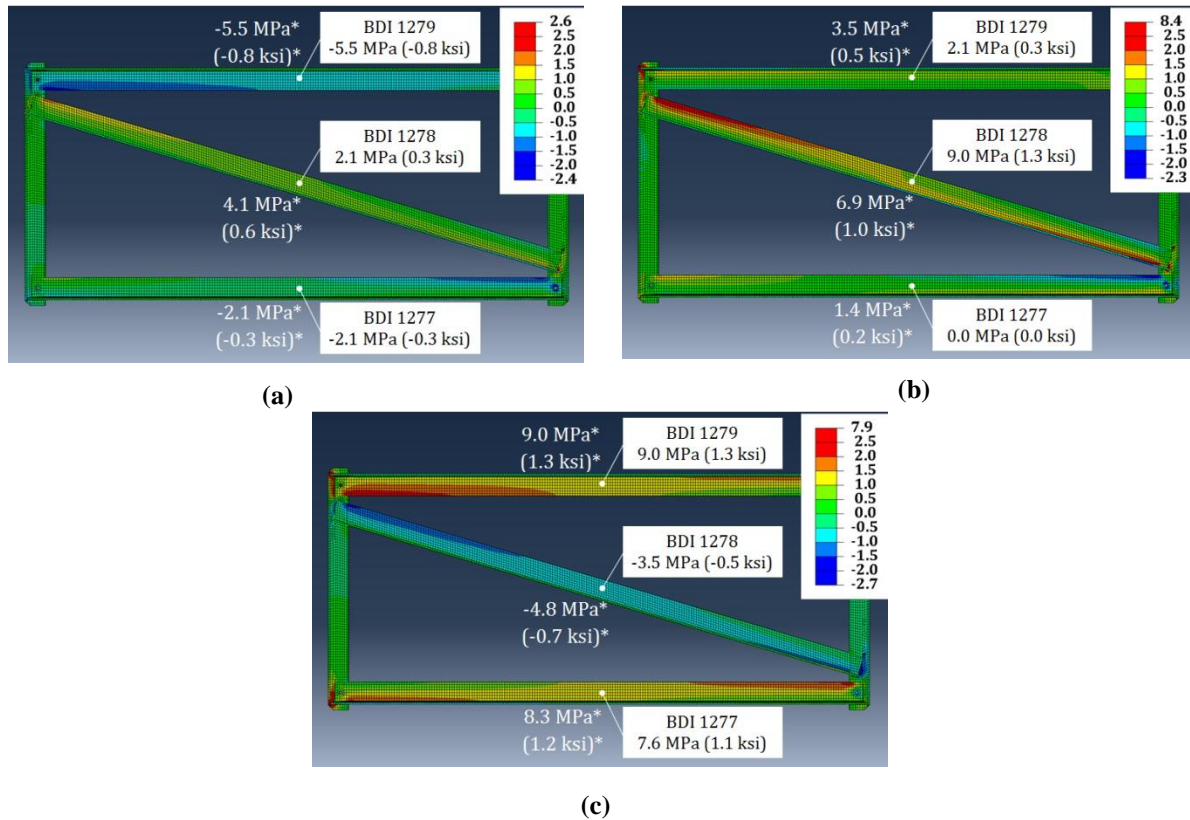 -5.5 MPa*
(-0.8 ksi)*
BDI 1279
-5.5 MPa (-0.8 ksi)
2.6
2.5
2.0
1.5
1.0
0.5
0.0
-0.5
-1.0
-1.5
-2.0
-2.4
BDI 1278
2.1 MPa (0.3 ksi)
4.1 MPa*
(0.6 ksi)*
-2.1 MPa*
(-0.3 ksi)*
BDI 1277
-2.1 MPa (-0.3 ksi)
(a)
3.5 MPa*
(0.5 ksi)*
BDI 1279
2.1 MPa (0.3 ksi)
8.4
2.5
2.0
1.5
1.0
0.5
0.0
-0.5
-1.0
-1.5
-2.0
-2.3
BDI 1278
9.0 MPa (1.3 ksi)
6.9 MPa*
(1.0 ksi)*
1.4 MPa*
(0.2 ksi)*
BDI 1277
0.0 MPa (0.0 ksi)
(b)
9.0 MPa*
(1.3 ksi)*
BDI 1279
9.0 MPa (1.3 ksi)
7.9
2.5
2.0
1.5
1.0
0.5
0.0
-0.5
-1.0
-1.5
-2.0
-2.7
BDI 1278
-3.5 MPa (-0.5 ksi)
-4.8 MPa*
(-0.7 ksi)*
8.3 MPa*
(1.2 ksi)*
BDI 1277
7.6 MPa (1.1 ksi)
(c)